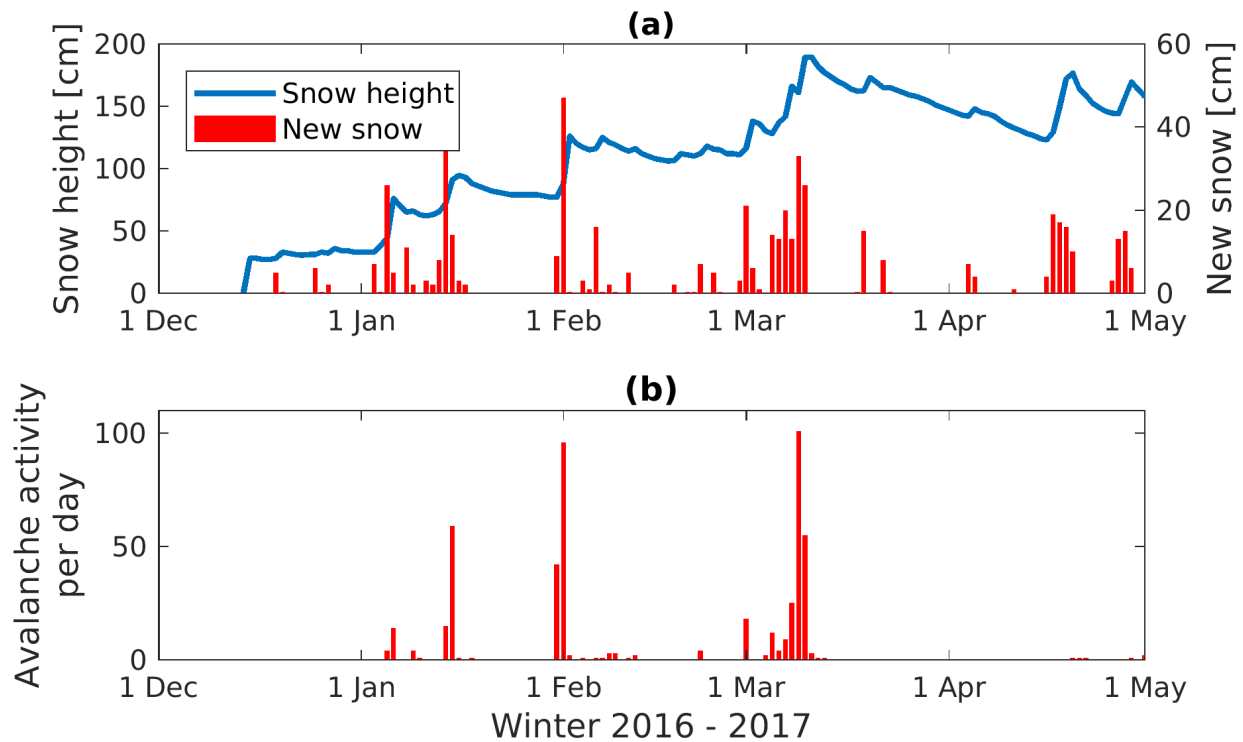 (a)
Snow height [cm]
200
150
100
50
0
Snow height
New snow
60
40
20
0
New snow [cm]
1 Dec 1 Jan 1 Feb 1 Mar 1 Apr 1 May
(b)
Avalanche activity
per day
100
50
0
1 Dec 1 Jan 1 Feb 1 Mar 1 Apr 1 May
Winter 2016 - 2017